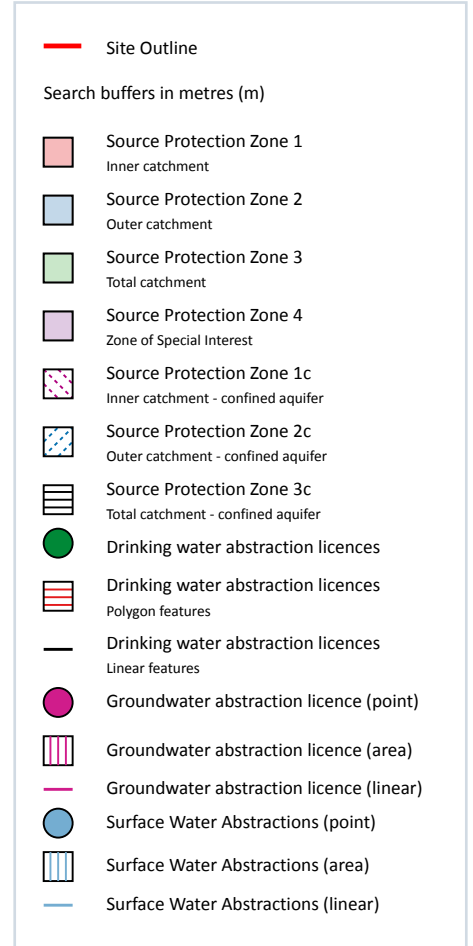 Site Outline
Search buffers in metres (m)
Source Protection Zone 1
Inner catchment
Source Protection Zone 2
Outer catchment
Source Protection Zone 3
Total catchment
Source Protection Zone 4
Zone of Special Interest
Source Protection Zone 1c
Inner catchment - confined aquifer
Source Protection Zone 2c
Outer catchment - confined aquifer
Source Protection Zone 3c
Total catchment - confined aquifer
Drinking water abstraction licences
Drinking water abstraction licences
Polygon features
Drinking water abstraction licences
Linear features
Groundwater abstraction licence (point)
Groundwater abstraction licence (area)
Groundwater abstraction licence (linear)
Surface Water Abstractions (point)
Surface Water Abstractions (area)
Surface Water Abstractions (linear)